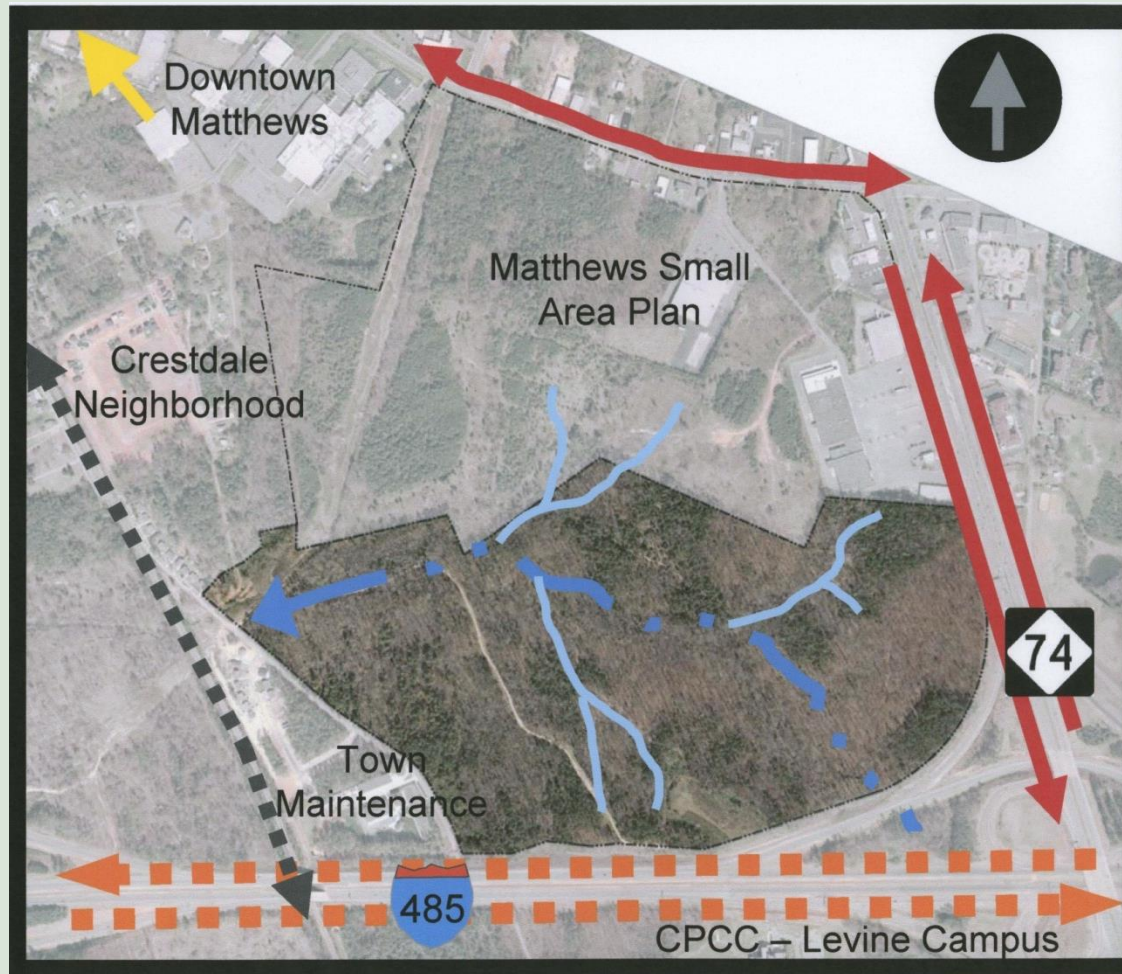 Downtown
Matthews
Matthews Small
Area Plan
Crestdale
Neighborhood
74
Town
Maintenance
485
CPCC – Levine Campus